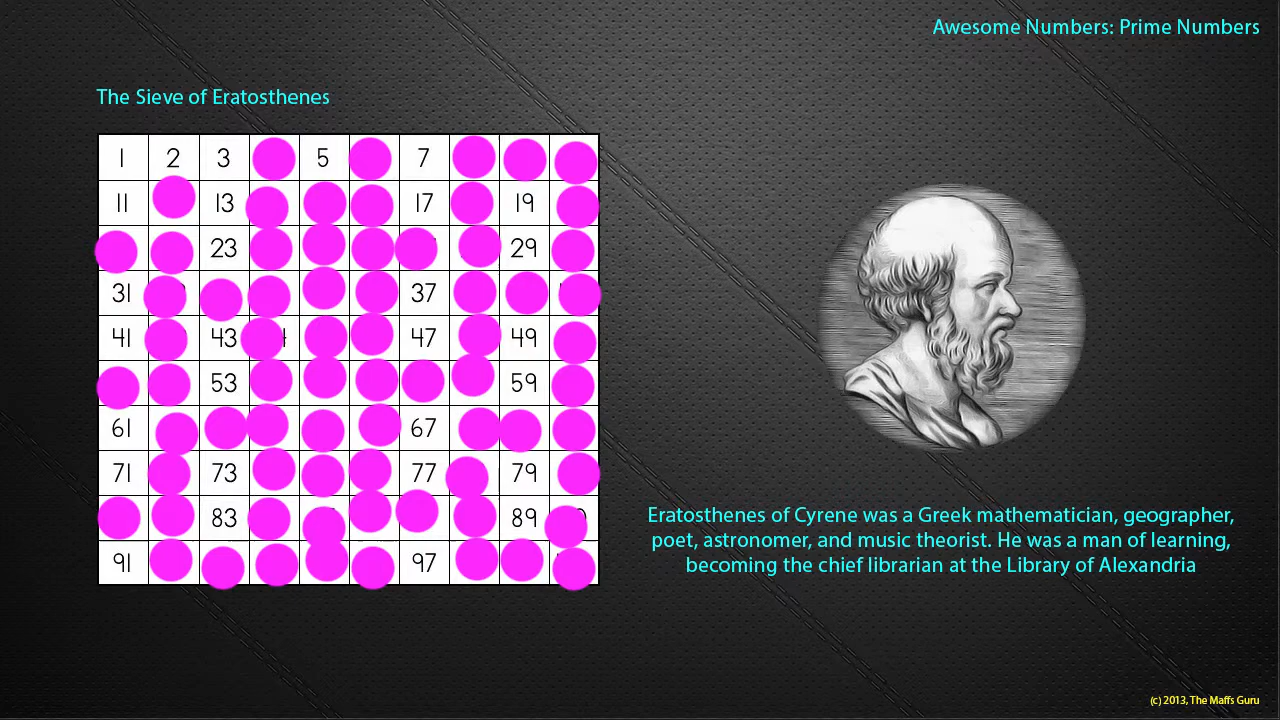 Awesome Numbers: Prime Numbers
The Sieve of Eratosthenes
1 2 3 5 7
11 13 17 19
23 29
31 37
41 43 47 49
53 59
61 67
71 73 77 79
83 89
91 97
Eratosthenes of Cyrene was a Greek mathematician, geographer,
poet, astronomer, and music theorist. He was a man of learning,
becoming the chief librarian at the Library of Alexandria
(c) 2013, The Maffs Guru